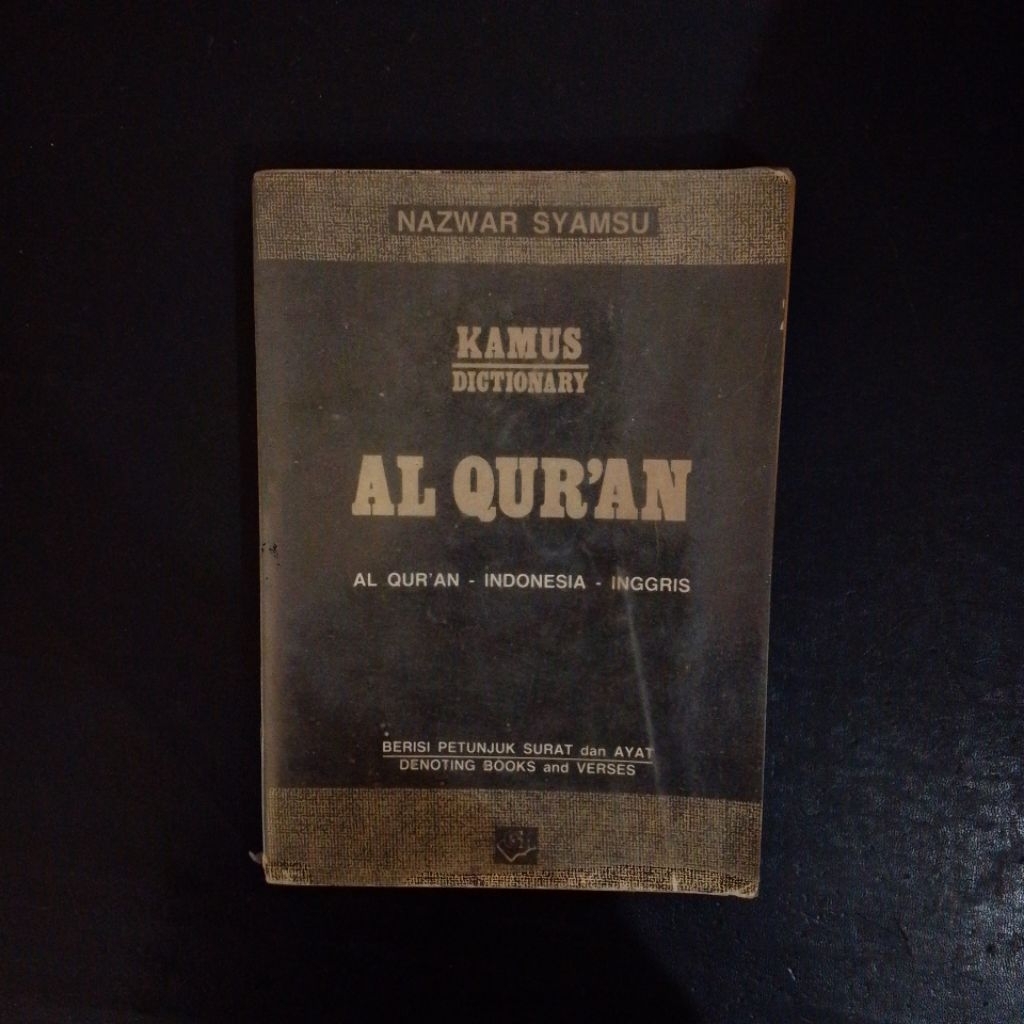 NAZWAR SYAMSU
KAMUS
DICTIONARY
AL QUR'AN
AL QUR'AN - INDONESIA - INGGRIS
BERISI PETUNJUK SURAT dan AYAT
DENOTING BOOKS and VERSES